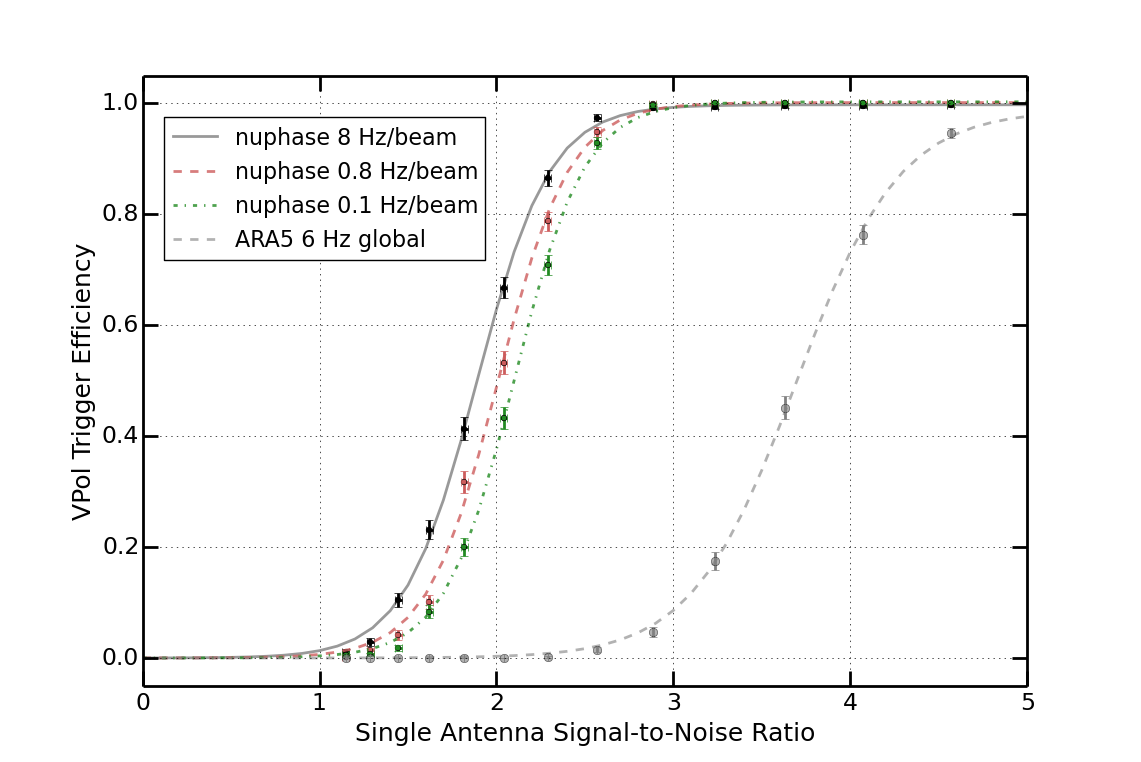 1.0
0.8
0.6
0.4
0.2
0.0
VPol Trigger Efficiency
nuphase 8 Hz/beam
nuphase 0.8 Hz/beam
nuphase 0.1 Hz/beam
ARA5 6 Hz global
0 1 2 3 4 5
Single Antenna Signal-to-Noise Ratio